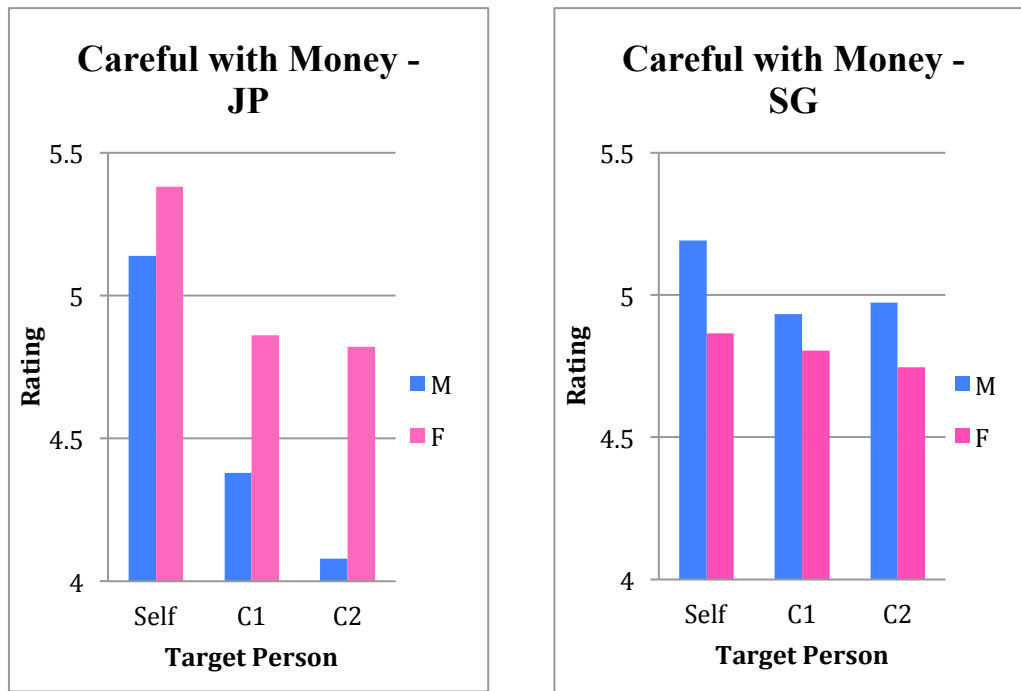 Careful with Money -
JP
5.5
5
4.5
4
Rating
Self
C1
C2
Target Person
M
F
Careful with Money -
SG
5.5
5
4.5
4
Rating
Self
C1
C2
Target Person
M
F